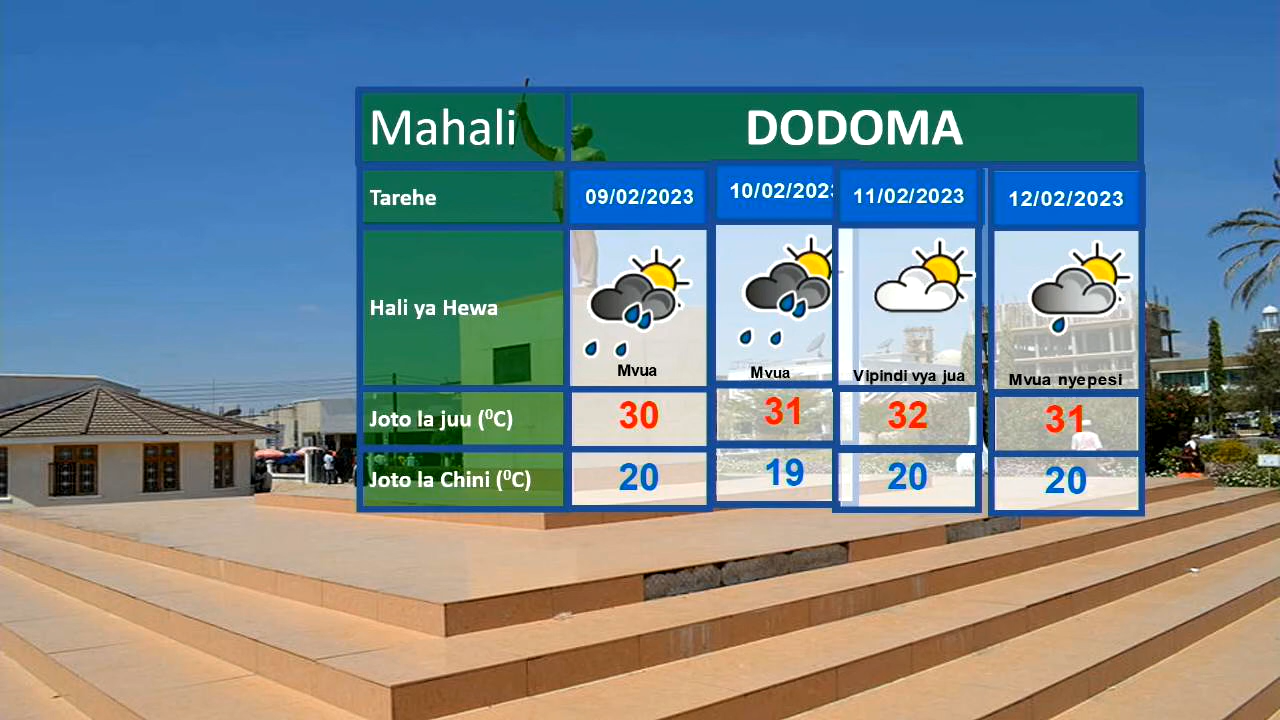 Mahali DODOMA
Tarehe 09/02/2023 10/02/2023 11/02/2023 12/02/2023
Hali ya Hewa
Mvua Mvua Vipindi vya jua Mvua nyepesi
Joto la juu (⁰C) 30 31 32 31
Joto la Chini (⁰C) 20 19 20 20